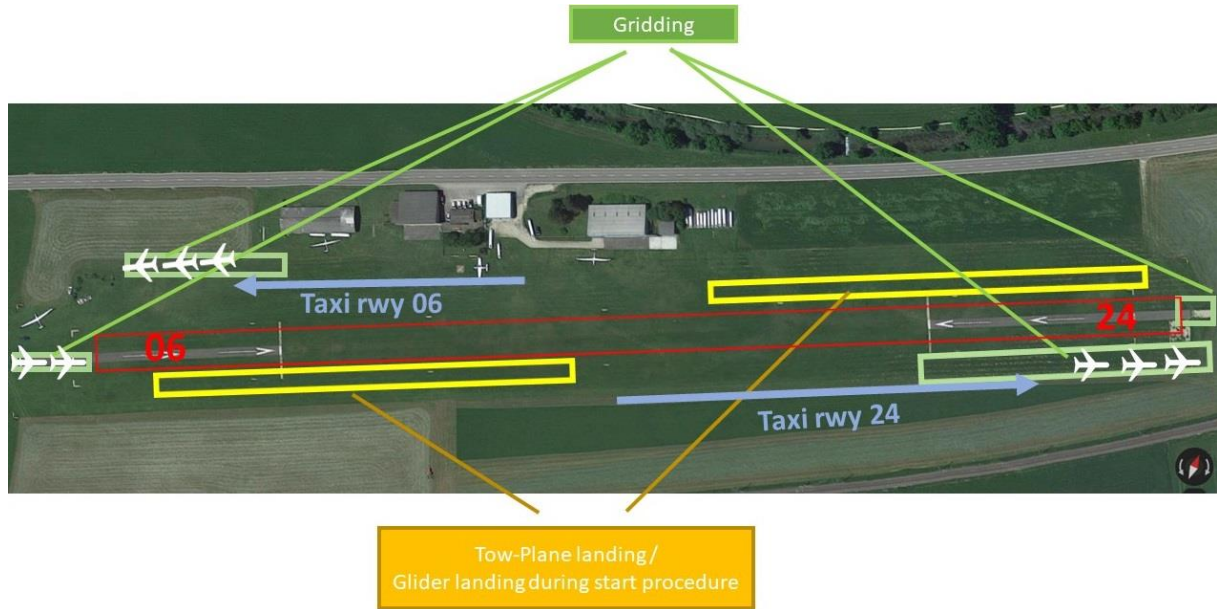 Gridding
Taxi rwy 06
06
24
Taxi rwy 24
Tow-Plane landing/
Glider landing during start procedure